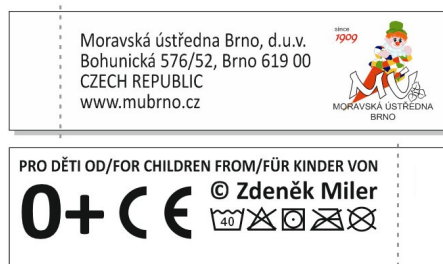 Moravská ústředna Brno, d.u.v.
Bohunická 576/52, Brno 619 00
CZECH REPUBLIC
www.mubrno.cz
since
1909
MU
MORAVSKÁ ÚSTŘEDNA
BRNO
PRO DĚTI OD/FOR CHILDREN FROM/FÜR KINDER VON
0+ CE
© Zdeněk Miler
40